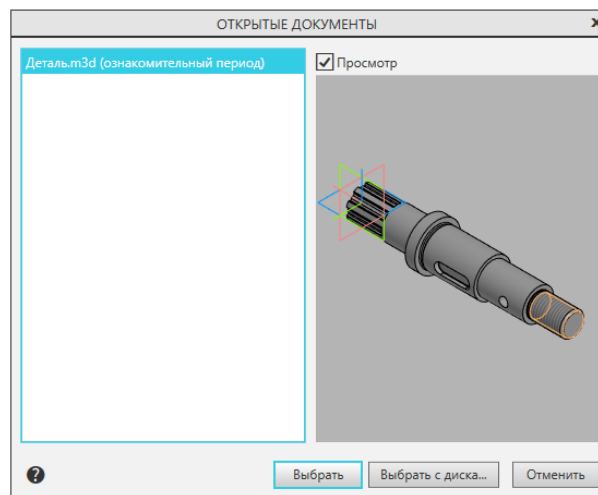 ОТКРЫТЫЕ ДОКУМЕНТЫ
Деталь.m3d (ознакомительный период)
Просмотр
Выбрать
Выбрать с диска...
Отменить